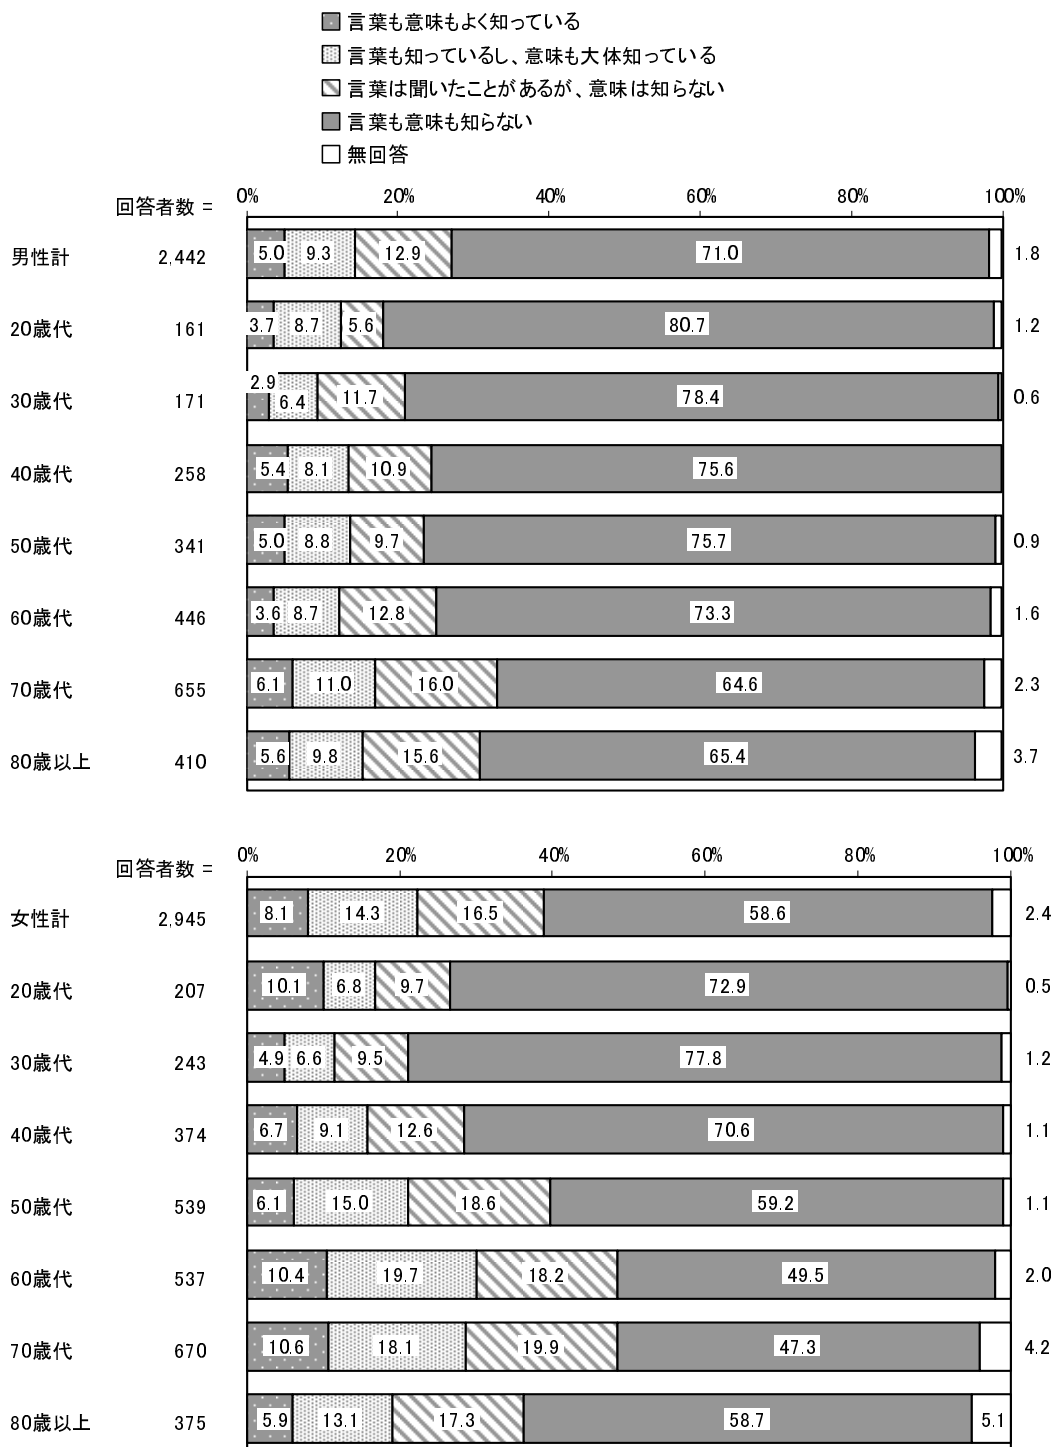 言葉も意味もよく知っている
言葉も知っているし、意味も大体知っている
言葉は聞いたことがあるが、意味は知らない
言葉も意味も知らない
無回答
回答者数 = 0% 20% 40% 60% 80% 100%
男性計 2,442 5.0 9.3 12.9 71.0 1.8
20歳代 161 3.7 8.7 5.6 80.7 1.2
30歳代 171 2.9 6.4 11.7 78.4 0.6
40歳代 258 5.4 8.1 10.9 75.6
50歳代 341 5.0 8.8 9.7 75.7 0.9
60歳代 446 3.6 8.7 12.8 73.3 1.6
70歳代 655 6.1 11.0 16.0 64.6 2.3
80歳以上 410 5.6 9.8 15.6 65.4 3.7
回答者数 = 0% 20% 40% 60% 80% 100%
女性計 2,945 8.1 14.3 16.5 58.6 2.4
20歳代 207 10.1 6.8 9.7 72.9 0.5
30歳代 243 4.9 6.6 9.5 77.8 1.2
40歳代 374 6.7 9.1 12.6 70.6 1.1
50歳代 539 6.1 15.0 18.6 59.2 1.1
60歳代 537 10.4 19.7 18.2 49.5 2.0
70歳代 670 10.6 18.1 19.9 47.3 4.2
80歳以上 375 5.9 13.1 17.3 58.7 5.1